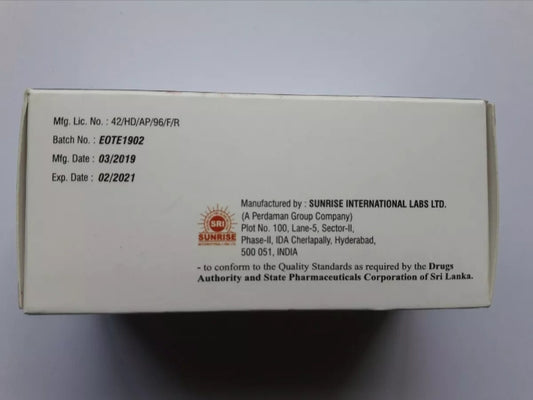 Mfg. Lic. No. : 42/HD/AP/96/F/R
Batch No. : EOTE1902
Mfg. Date : 03/2019
Exp. Date : 02/2021
SRI
SUNRISE
Manufactured by : SUNRISE INTERNATIONAL LABS LTD.
(A Perdaman Group Company)
Plot No. 100, Lane-5, Sector-II,
Phase-II, IDA Cherlapally, Hyderabad,
500 051, INDIA
- to conform to the Quality Standards as required by the Drugs
Authority and State Pharmaceuticals Corporation of Sri Lanka.